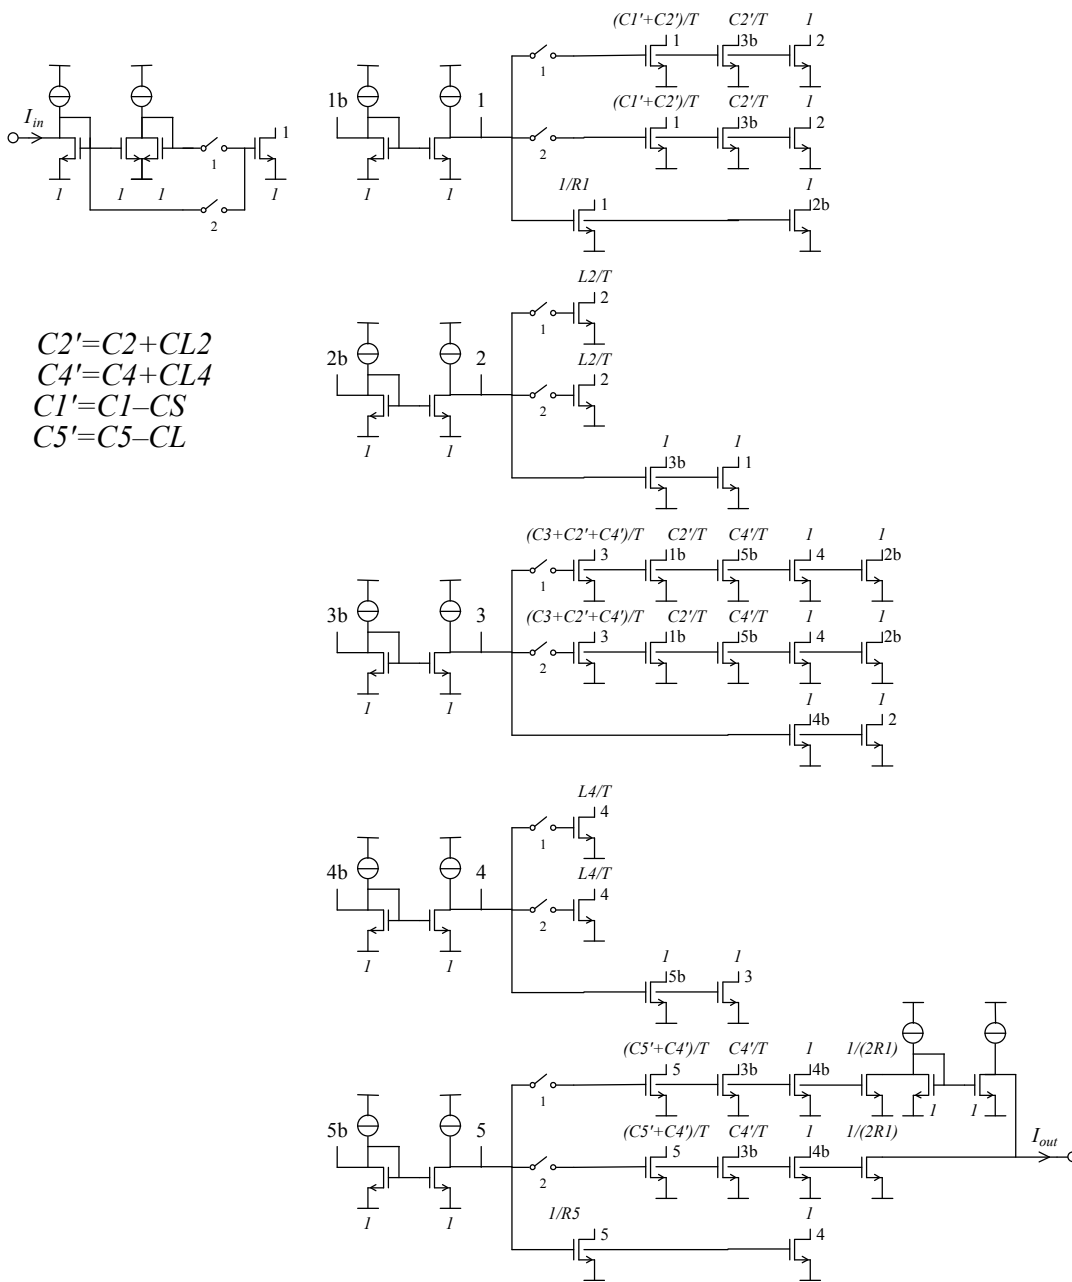 (C1'+C2')/T C2'/T 1
1 3b 2
1
I_in
1 1 1 1 1
2
1b 1
1 1
(C1'+C2')/T C2'/T 1
1 3b 2
2
1/R1 1
1 2b
L2/T
2
1
2b 2
1 1
L2/T
2
2
1 1
3b 1
C2'=C2+CL2
C4'=C4+CL4
C1'=C1–CS
C5'=C5–CL
(C3+C2'+C4')/T C2'/T C4'/T 1 1
3 1b 5b 4 2b
1
3b 3
1 1
(C3+C2'+C4')/T C2'/T C4'/T 1 1
3 1b 5b 4 2b
2
1 1
4b 2
L4/T
4
1
4b 4
1 1
L4/T
4
2
1 1
5b 3
(C5'+C4')/T C4'/T 1 1/(2R1)
5 3b 4b
1 1 1
5b 5
1 1
(C5'+C4')/T C4'/T 1 1/(2R1)
5 3b 4b
2
I_out
1/R5 1
5 4